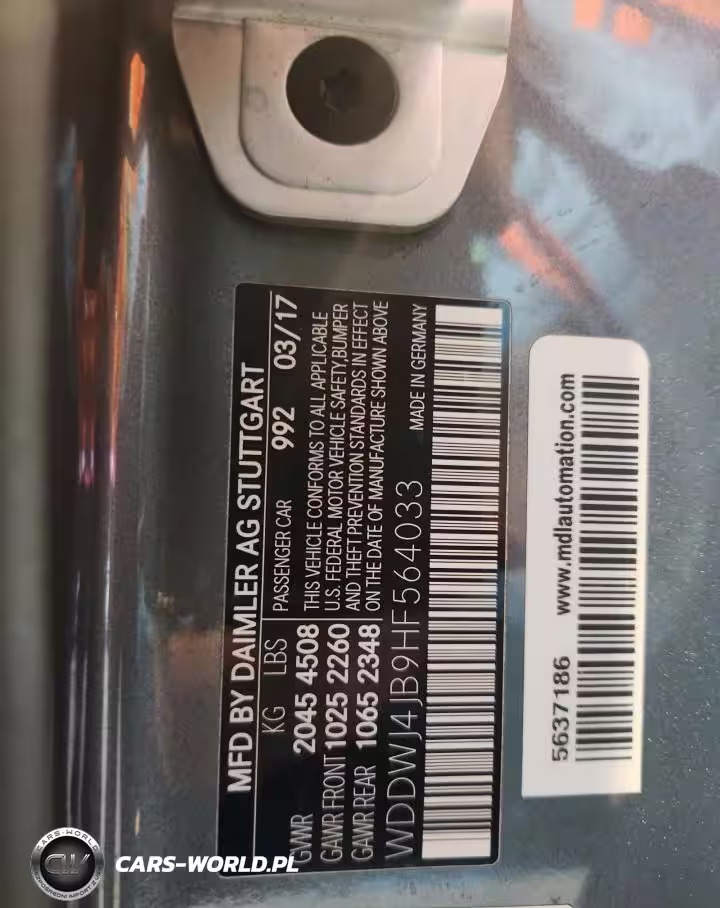 MFD BY DAIMLER AG STUTTGART
KG LBS PASSENGER CAR 992 03/17
GVWR 2045 4508
GAWR FRONT 1025 2260
GAWR REAR 1065 2348
THIS VEHICLE CONFORMS TO ALL APPLICABLE
U.S. FEDERAL MOTOR VEHICLE SAFETY, BUMPER
AND THEFT PREVENTION STANDARDS IN EFFECT
ON THE DATE OF MANUFACTURE SHOWN ABOVE
WDDWJ4JB9HF564033 MADE IN GERMANY
5637186 www.mdlautomation.com
CARS-WORLD
CW
CARS-WORLD.PL